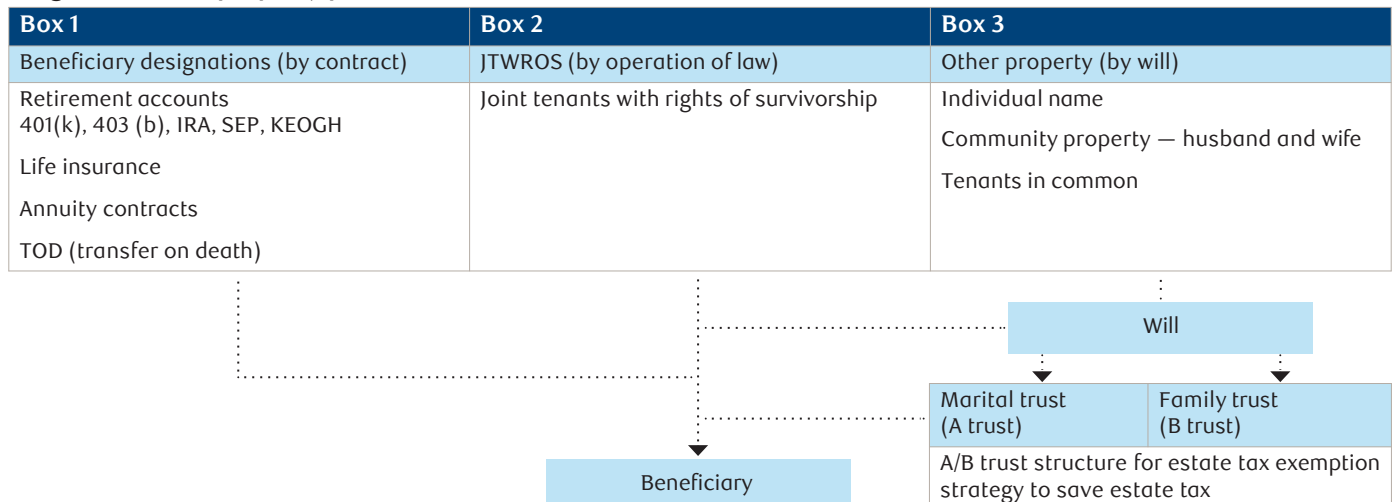 Box 1
Box 2
Box 3
Beneficiary designations (by contract)
JTWROS (by operation of law)
Other property (by will)
Retirement accounts
401(k), 403 (b), IRA, SEP, KEOGH
Life insurance
Annuity contracts
TOD (transfer on death)
Joint tenants with rights of survivorship
Individual name
Community property — husband and wife
Tenants in common
Will
Marital trust
(A trust)
Family trust
(B trust)
A/B trust structure for estate tax exemption
strategy to save estate tax
Beneficiary